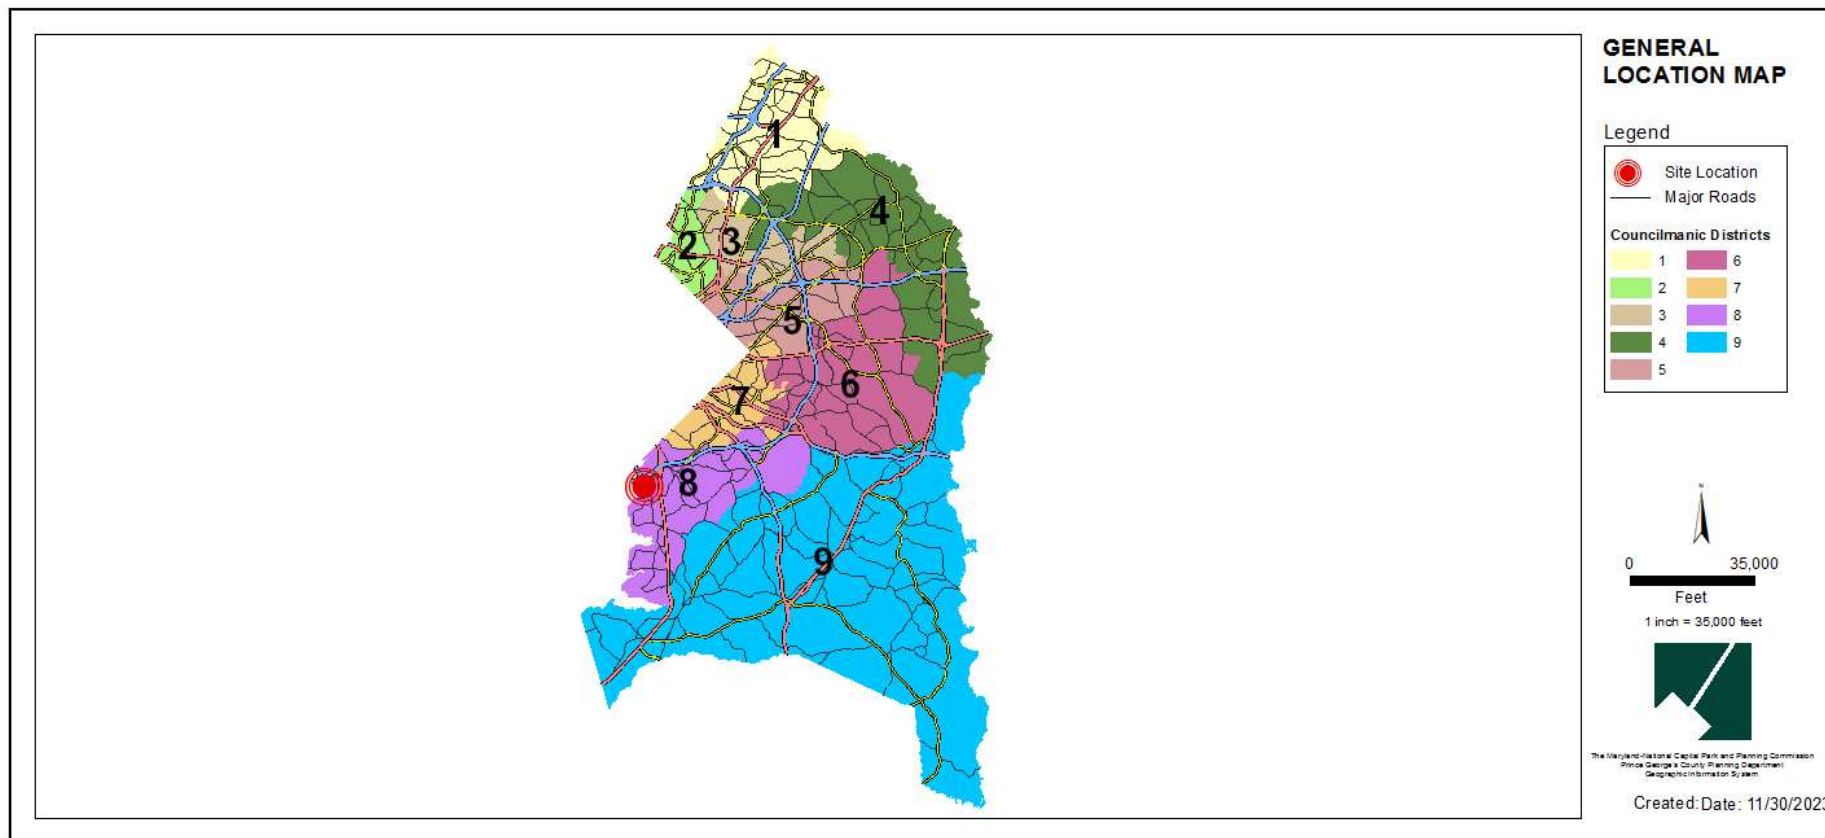 GENERAL
LOCATION MAP
Legend
Site Location
Major Roads
Councilmanic Districts
1 6
2 7
3 8
4 9
5
1
4
2
3
5
6
7
8
9
N
0 35,000
Feet
1 inch = 35,000 feet
The Maryland-National Capital Park and Planning Commission
Prince George's County Planning Department
Geographic Information System
Created: Date: 11/30/2023